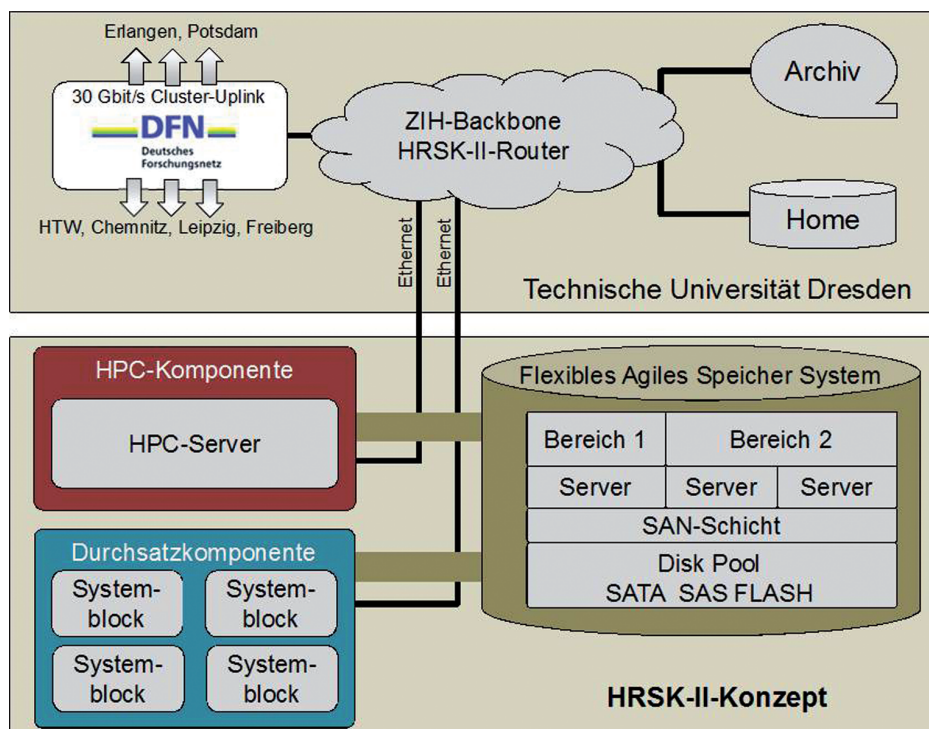 Erlangen, Potsdam
30 Gbit/s Cluster-Uplink
DFN
Deutsches
Forschungsnetz
HTW, Chemnitz, Leipzig, Freiberg
ZIH-Backbone
HRSK-II-Router
Archiv
Home
Ethernet
Ethernet
Technische Universität Dresden
HPC-Komponente
HPC-Server
Durchsatzkomponente
System-
block
System-
block
System-
block
System-
block
Flexibles Agiles Speicher System
Bereich 1
Bereich 2
Server
Server
Server
SAN-Schicht
Disk Pool
SATA SAS FLASH
HRSK-II-Konzept